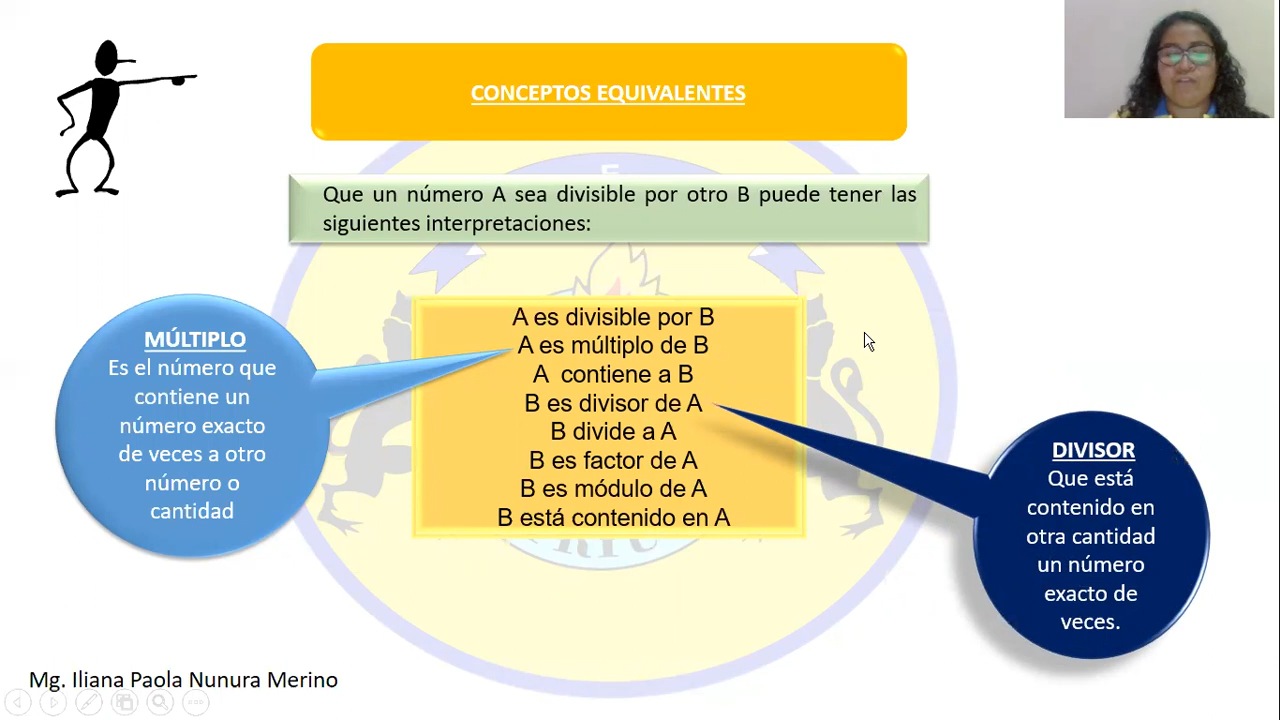 CONCEPTOS EQUIVALENTES
Que un número A sea divisible por otro B puede tener las
siguientes interpretaciones:
MÚLTIPLO
Es el número que
contiene un
número exacto
de veces a otro
número o
cantidad
A es divisible por B
A es múltiplo de B
A contiene a B
B es divisor de A
B divide a A
B es factor de A
B es módulo de A
B está contenido en A
DIVISOR
Que está
contenido en
otra cantidad
un número
exacto de
veces.
Mg. Iliana Paola Nunura Merino